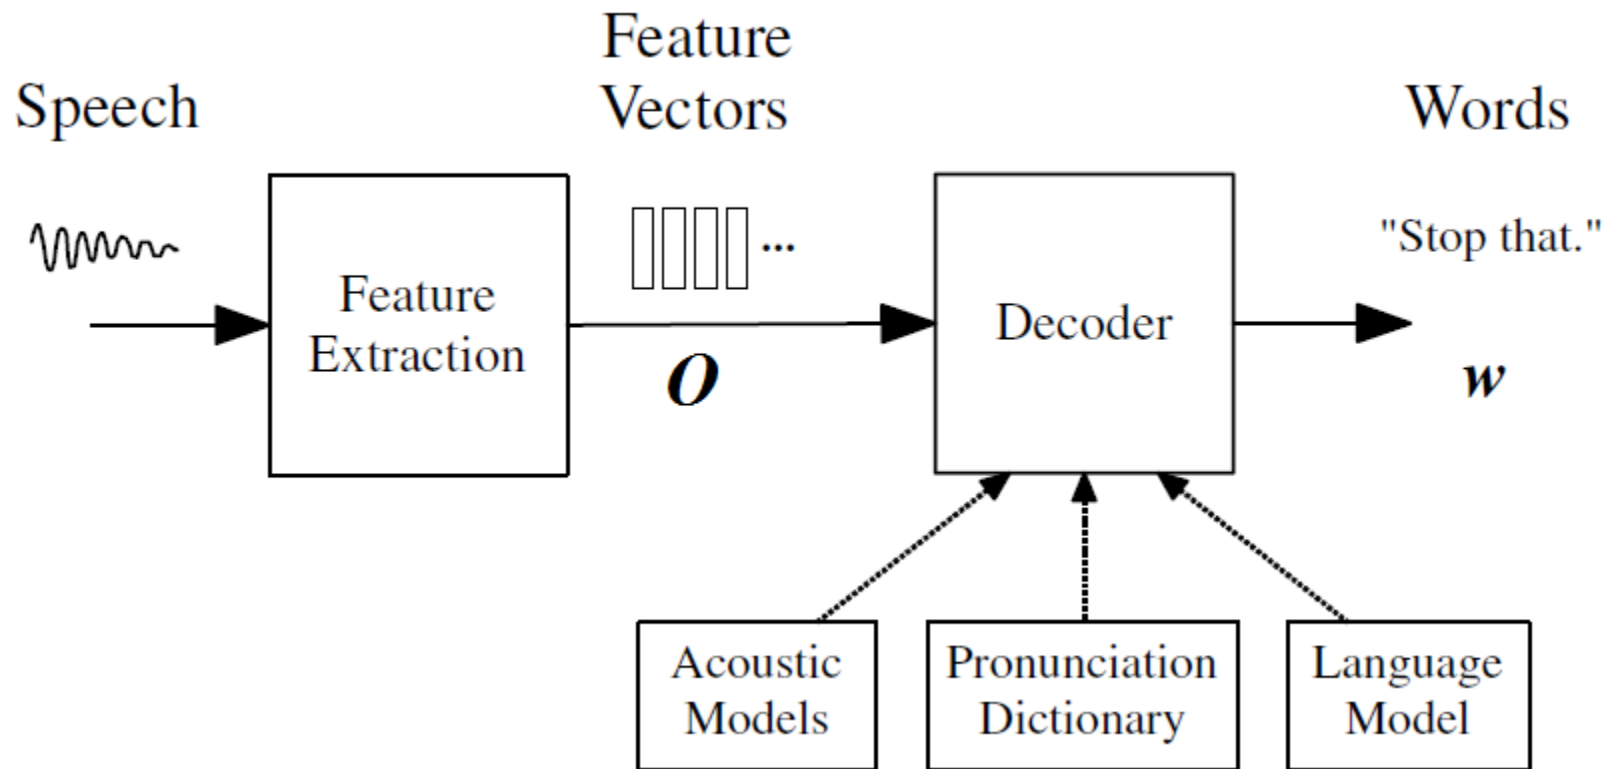 Speech
Feature
Vectors
Words
...
"Stop that."
Feature
Extraction
Decoder
O
w
Acoustic
Models
Pronunciation
Dictionary
Language
Model